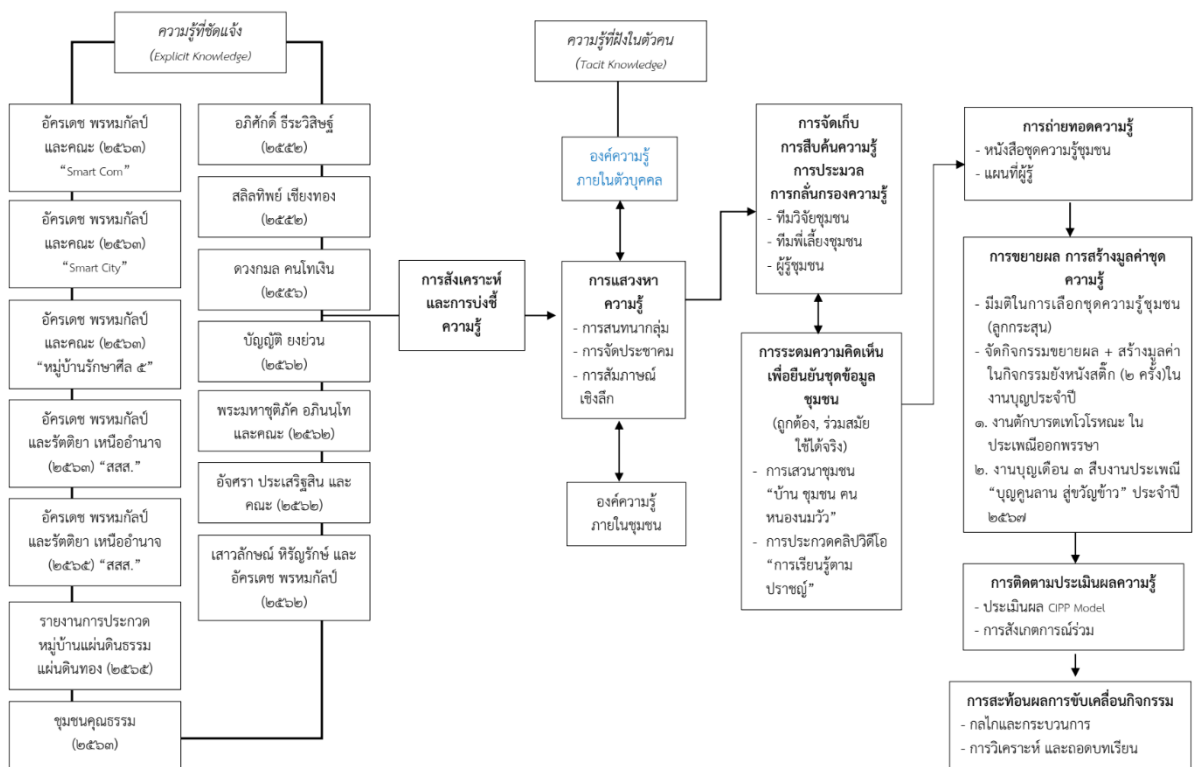 ความรู้ที่ชัดแจ้ง
(Explicit Knowledge)
อัครเดช พรหมกัลป์
และคณะ (๒๕๖๓)
“Smart Com”
อัครเดช พรหมกัลป์
และคณะ (๒๕๖๓)
“Smart City”
อัครเดช พรหมกัลป์
และคณะ (๒๕๖๓)
“หมู่บ้านรักษาศีล ๕”
อัครเดช พรหมกัลป์
และรัตติยา เหนืออำนาจ
(๒๕๖๓) “สสส.”
อัครเดช พรหมกัลป์
และรัตติยา เหนืออำนาจ
(๒๕๖๕) “สสส.”
รายงานการประกวด
หมู่บ้านแผ่นดินธรรม
แผ่นดินทอง (๒๕๖๕)
ชุมชนคุณธรรม
(๒๕๖๓)
อภิศักดิ์ ธีระวิสิษฐ์
(๒๕๕๒)
สลิลทิพย์ เชียงทอง
(๒๕๕๒)
ดวงกมล คนโทเงิน
(๒๕๕๖)
บัญญัติ ยงย่วน
(๒๕๖๒)
พระมหาชุติภัค อภินนฺโท
และคณะ (๒๕๖๒)
อัจศรา ประเสริฐสิน และ
คณะ (๒๕๖๒)
เสาวลักษณ์ หิรัญรักษ์ และ
อัครเดช พรหมกัลป์
(๒๕๖๒)
การสังเคราะห์
และการบ่งชี้
ความรู้
ความรู้ที่ฝังในตัวคน
(Tacit Knowledge)
องค์ความรู้
ภายในตัวบุคคล
การแสวงหา
ความรู้
- การสนทนากลุ่ม
- การจัดประชาคม
- การสัมภาษณ์
เชิงลึก
องค์ความรู้
ภายในชุมชน
การจัดเก็บ
การสืบค้นความรู้
การประมวล
การกลั่นกรองความรู้
- ทีมวิจัยชุมชน
- ทีมพี่เลี้ยงชุมชน
- ผู้รู้ชุมชน
การระดมความคิดเห็น
เพื่อยืนยันชุดข้อมูล
ชุมชน
(ถูกต้อง, ร่วมสมัย
ใช้ได้จริง)
- การเสวนาชุมชน
“บ้าน ชุมชน ฅน
หนองนมวัว”
- การประกวดคลิปวิดีโอ
“การเรียนรู้ตาม
ปราชญ์”
การถ่ายทอดความรู้
- หนังสือชุดความรู้ชุมชน
- แผนที่ผู้รู้
การขยายผล การสร้างมูลค่าชุด
ความรู้
- มีมติในการเลือกชุดความรู้ชุมชน
(ลูกกระสุน)
- จัดกิจกรรมขยายผล + สร้างมูลค่า
ในกิจกรรมยังหนังสติ๊ก (๒ ครั้ง)ใน
งานบุญประจำปี
๑. งานตักบารตเทโวโรหณะ ใน
ประเพณีออกพรรษา
๒. งานบุญเดือน ๓ สืบงานประเพณี
“บุญคูนลาน สู่ขวัญข้าว” ประจำปี
๒๕๖๗
การติดตามประเมินผลความรู้
- ประเมินผล CIPP Model
- การสังเกตการณ์ร่วม
การสะท้อนผลการขับเคลื่อนกิจกรรม
- กลไกและกระบวนการ
- การวิเคราะห์ และถอดบทเรียน